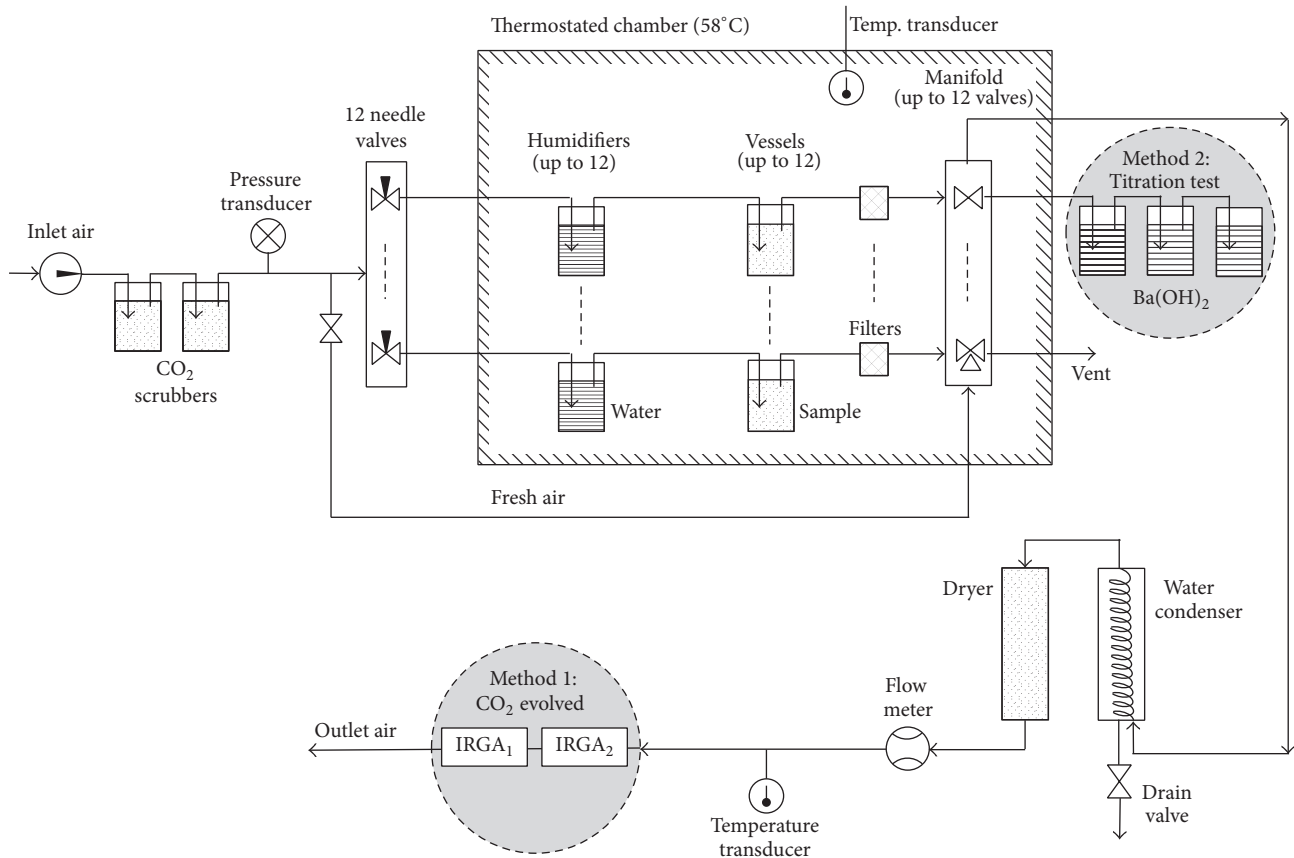 Thermostated chamber (58°C)
Temp. transducer
Manifold
(up to 12 valves)
12 needle
valves
Humidifiers
(up to 12)
Vessels
(up to 12)
Method 2:
Titration test
Pressure
transducer
Inlet air
Ba(OH)₂
CO₂
scrubbers
Filters
Vent
Water
Sample
Fresh air
Dryer
Water
condenser
Method 1:
CO₂ evolved
Flow
meter
Outlet air
IRGA₁
IRGA₂
Drain
valve
Temperature
transducer